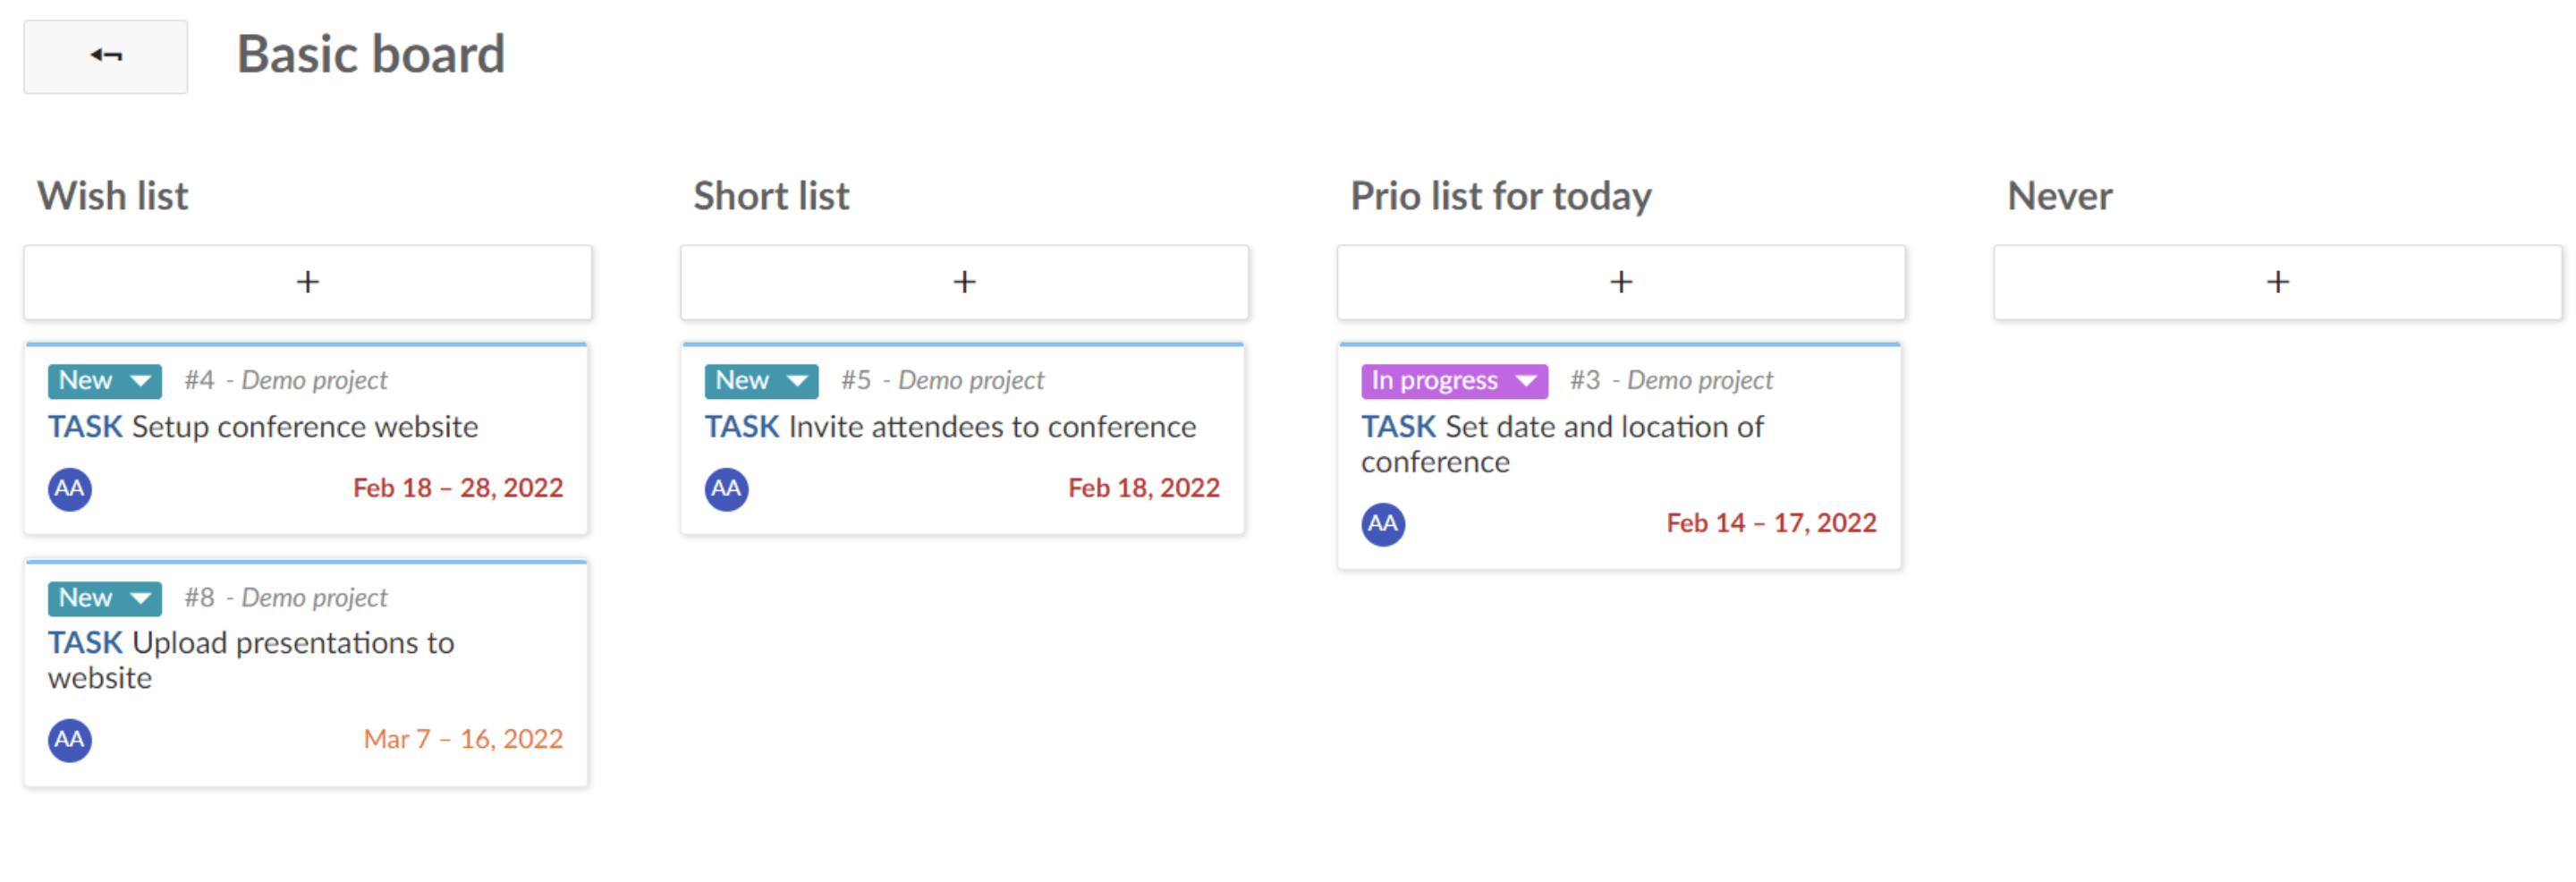 Basic board
Wish list
+
New #4 - Demo project
TASK Setup conference website
AA Feb 18 – 28, 2022
New #8 - Demo project
TASK Upload presentations to
website
AA Mar 7 – 16, 2022
Short list
+
New #5 - Demo project
TASK Invite attendees to conference
AA Feb 18, 2022
Prio list for today
+
In progress #3 - Demo project
TASK Set date and location of
conference
AA Feb 14 – 17, 2022
Never
+